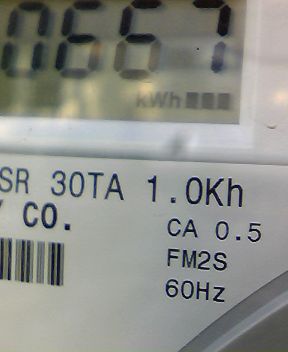 0667
kWh
SR 30TA 1.0Kh
Y CO.
CA 0.5
FM2S
60Hz